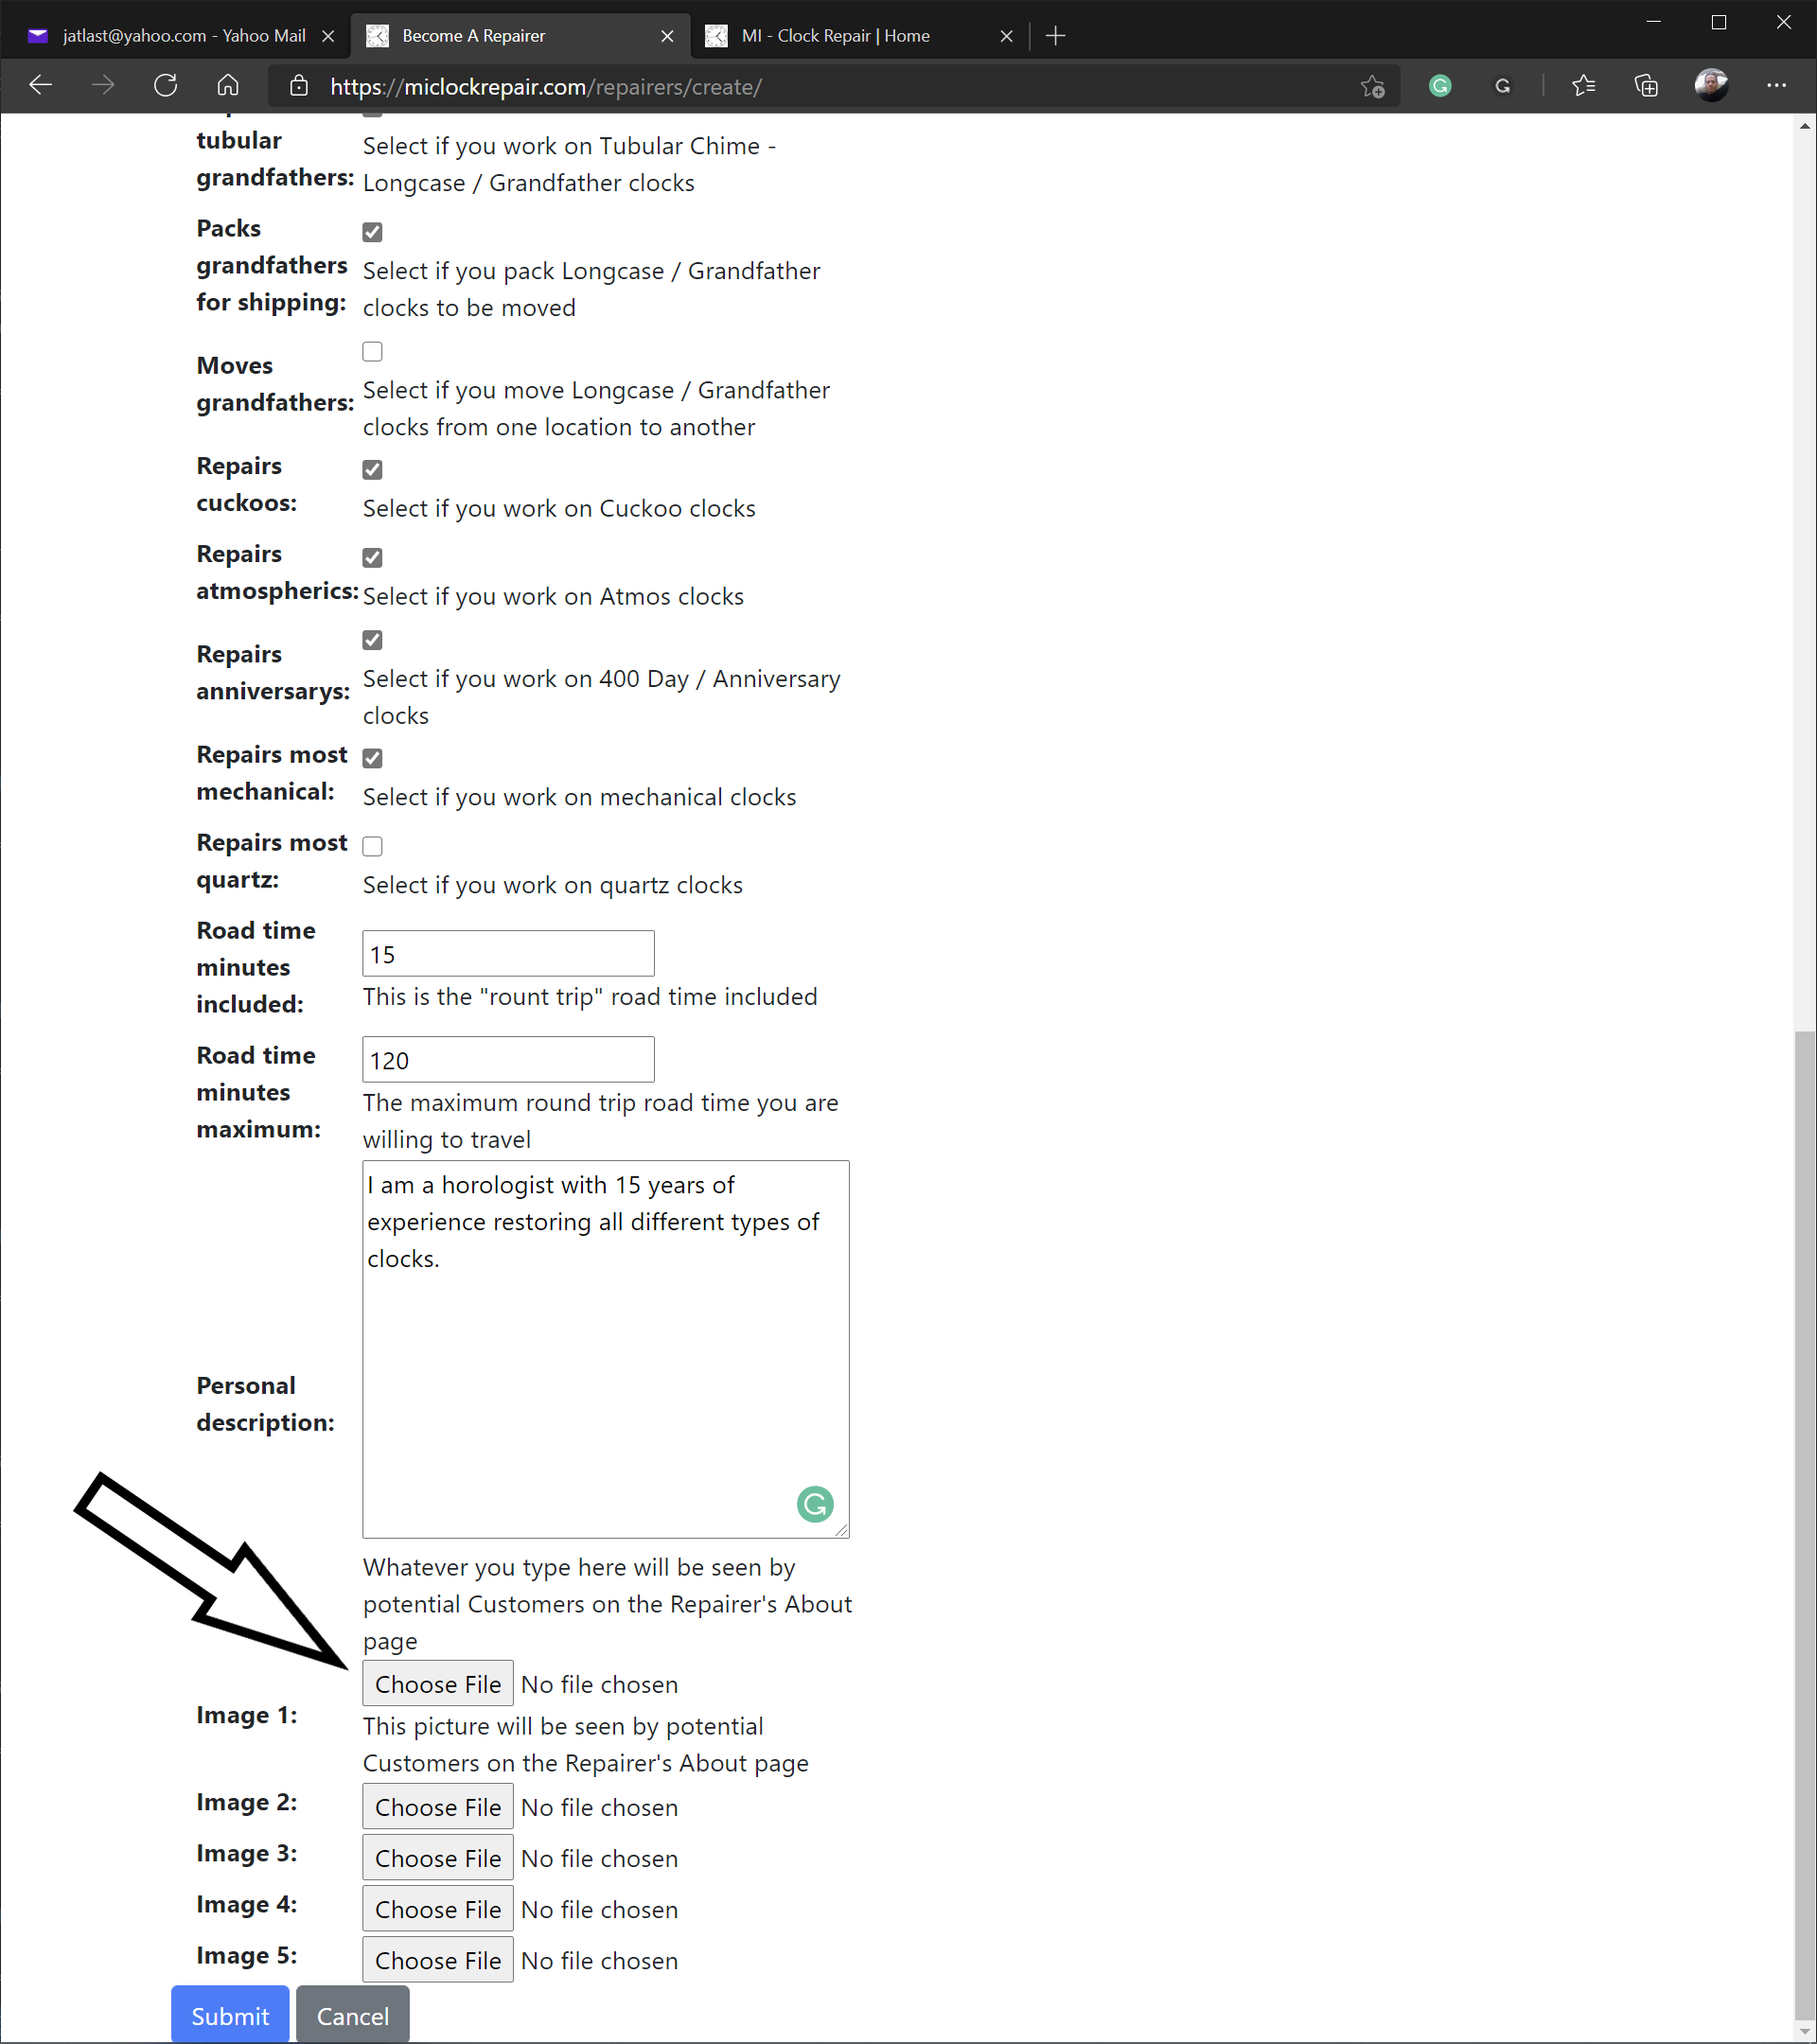 jatlast@yahoo.com - Yahoo Mail
Become A Repairer
MI - Clock Repair | Home
https://miclockrepair.com/repairers/create/
tubular
grandfathers:
Select if you work on Tubular Chime -
Longcase / Grandfather clocks
Packs
grandfathers
for shipping:
Select if you pack Longcase / Grandfather
clocks to be moved
Moves
grandfathers:
Select if you move Longcase / Grandfather
clocks from one location to another
Repairs
cuckoos:
Select if you work on Cuckoo clocks
Repairs
atmospherics:
Select if you work on Atmos clocks
Repairs
anniversarys:
Select if you work on 400 Day / Anniversary
clocks
Repairs most
mechanical:
Select if you work on mechanical clocks
Repairs most
quartz:
Select if you work on quartz clocks
Road time
minutes
included:
15
This is the "rount trip" road time included
Road time
minutes
maximum:
120
The maximum round trip road time you are
willing to travel
Personal
description:
I am a horologist with 15 years of
experience restoring all different types of
clocks.
Whatever you type here will be seen by
potential Customers on the Repairer's About
page
Image 1:
Choose File No file chosen
This picture will be seen by potential
Customers on the Repairer's About page
Image 2:
Choose File No file chosen
Image 3:
Choose File No file chosen
Image 4:
Choose File No file chosen
Image 5:
Choose File No file chosen
Submit
Cancel